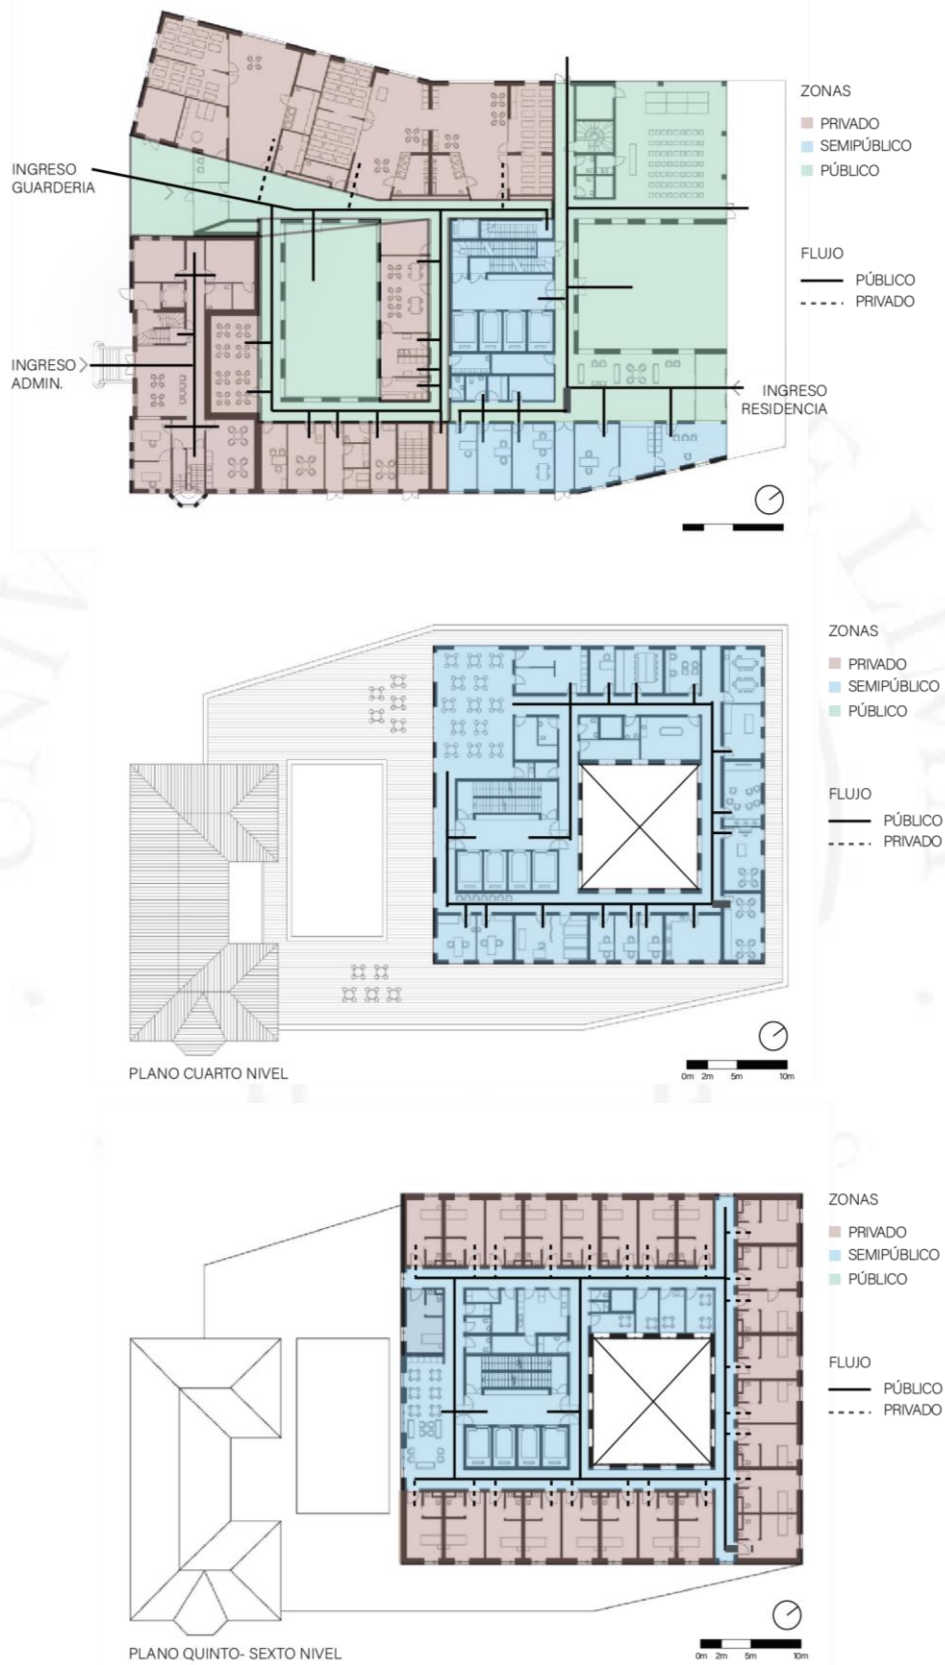 ZONAS
PRIVADO
SEMIPÚBLICO
PÚBLICO
INGRESO
GUARDERIA
FLUJO
PÚBLICO
PRIVADO
INGRESO
ADMIN.
INGRESO
RESIDENCIA
ZONAS
PRIVADO
SEMIPÚBLICO
PÚBLICO
FLUJO
PÚBLICO
PRIVADO
PLANO CUARTO NIVEL
0m 2m 5m 10m
ZONAS
PRIVADO
SEMIPÚBLICO
PÚBLICO
FLUJO
PÚBLICO
PRIVADO
PLANO QUINTO- SEXTO NIVEL
0m 2m 5m 10m